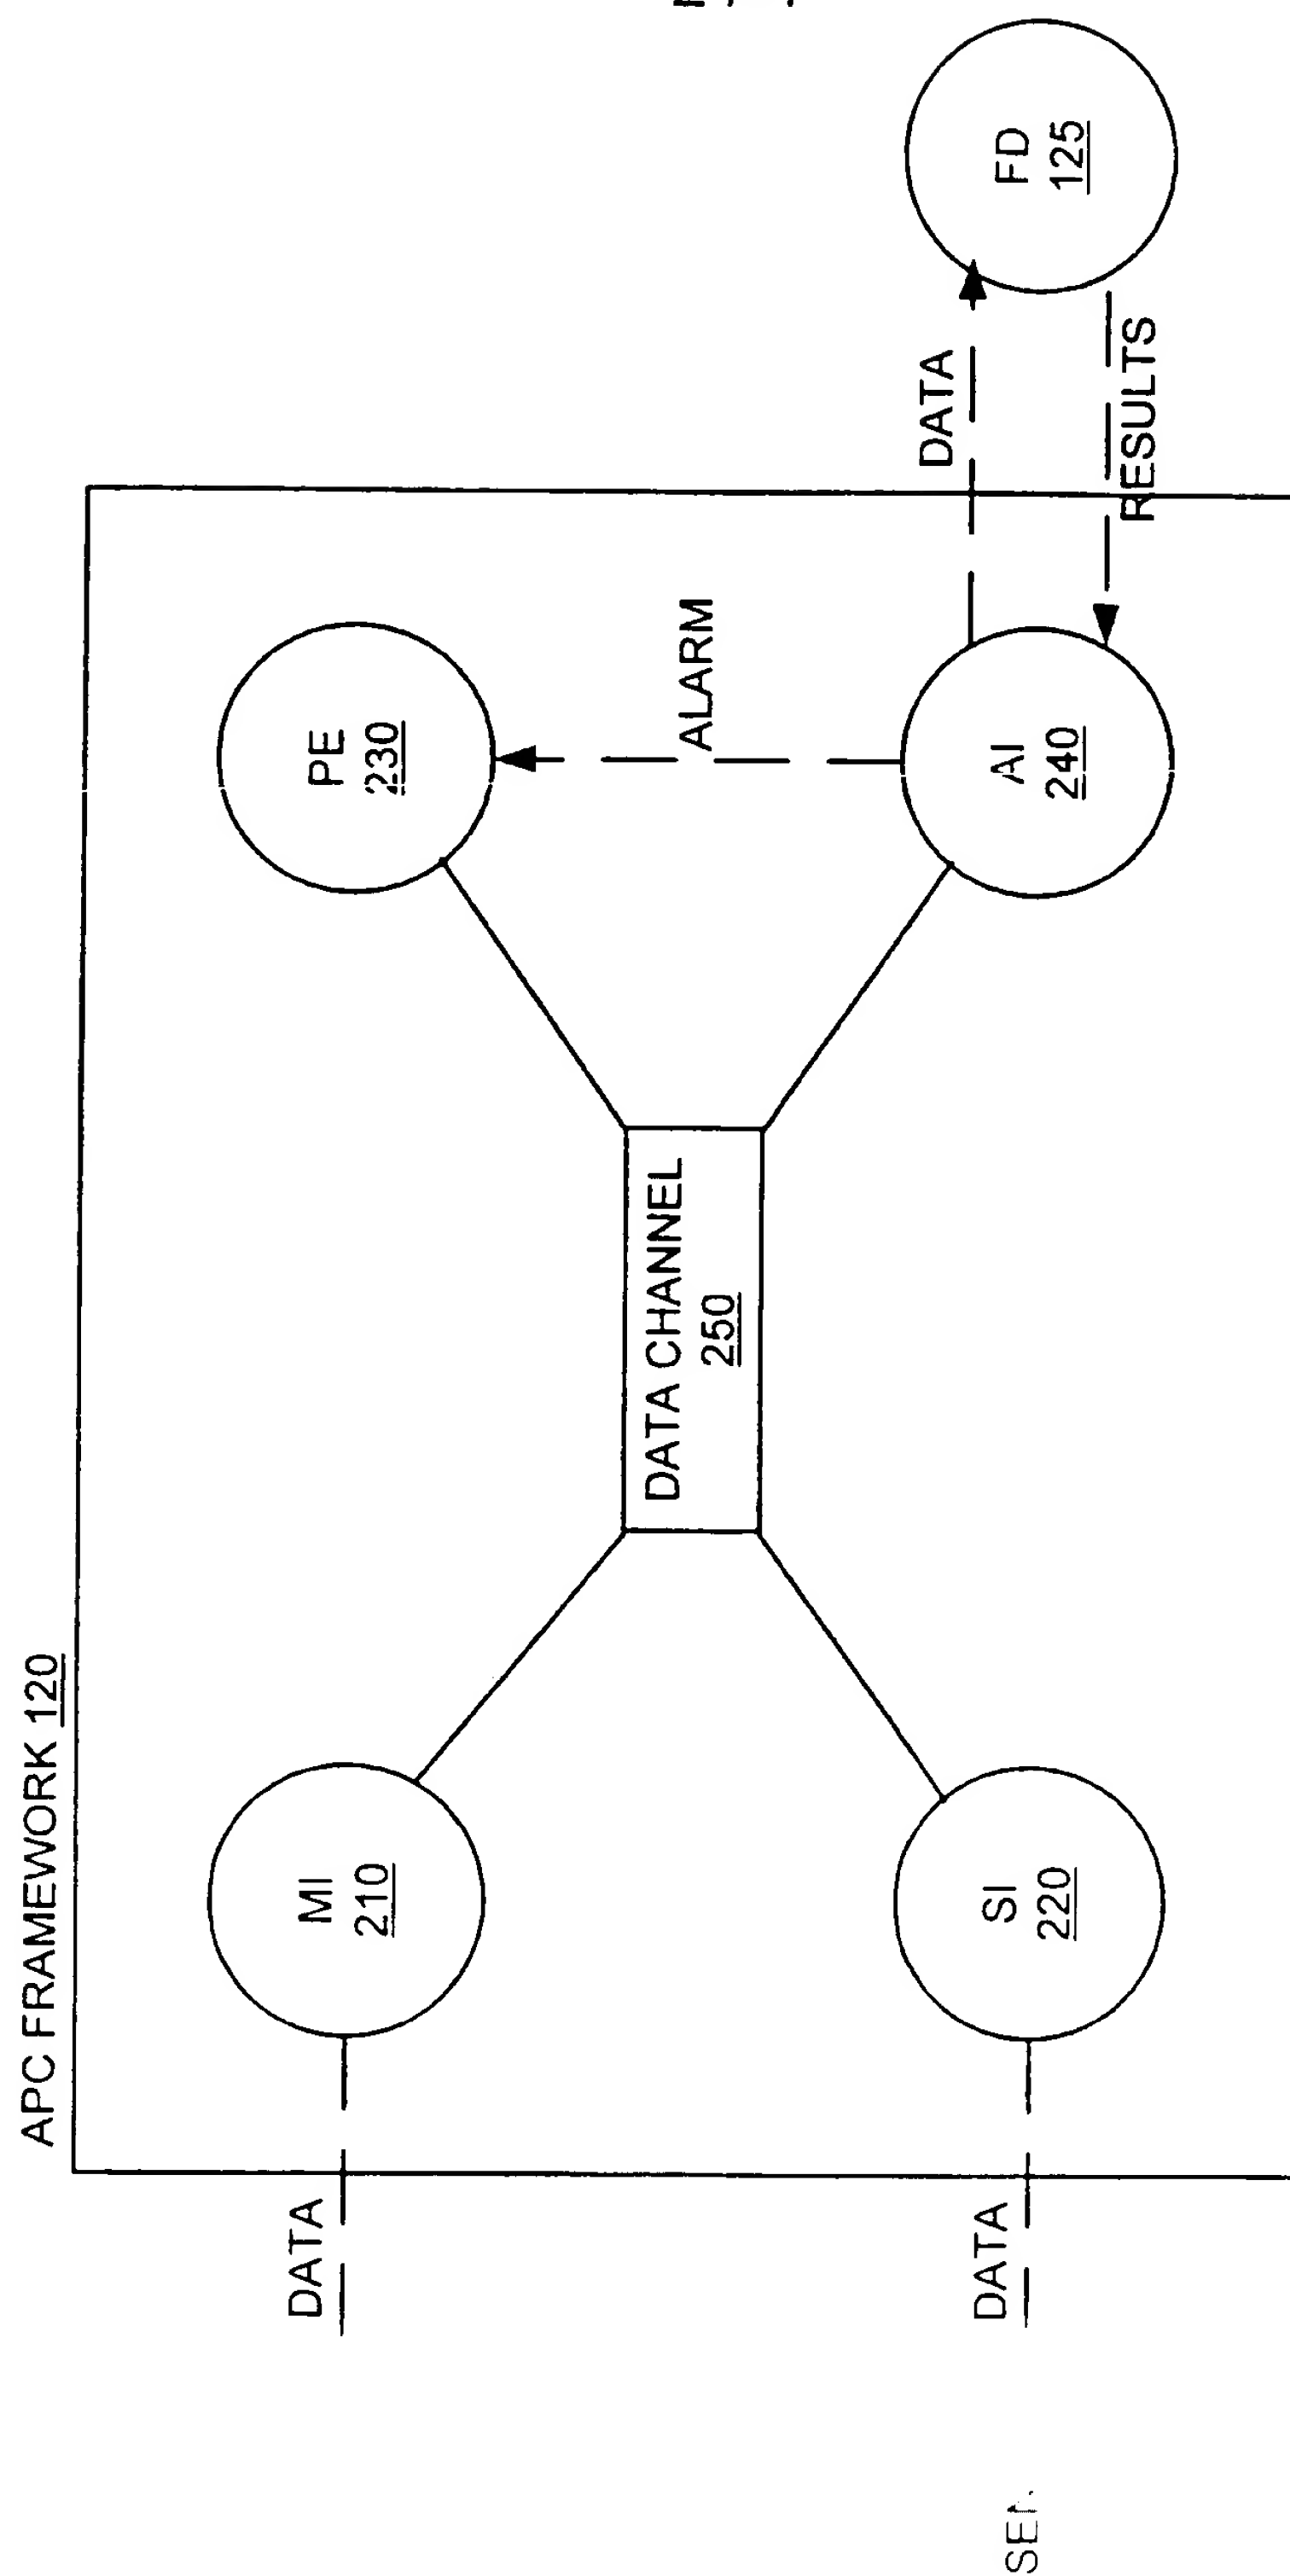 APC FRAMEWORK 120
DATA
MI
210
PE
230
DATA CHANNEL
250
ALARM
DATA
SI
220
AI
240
DATA
RESULTS
FD
125